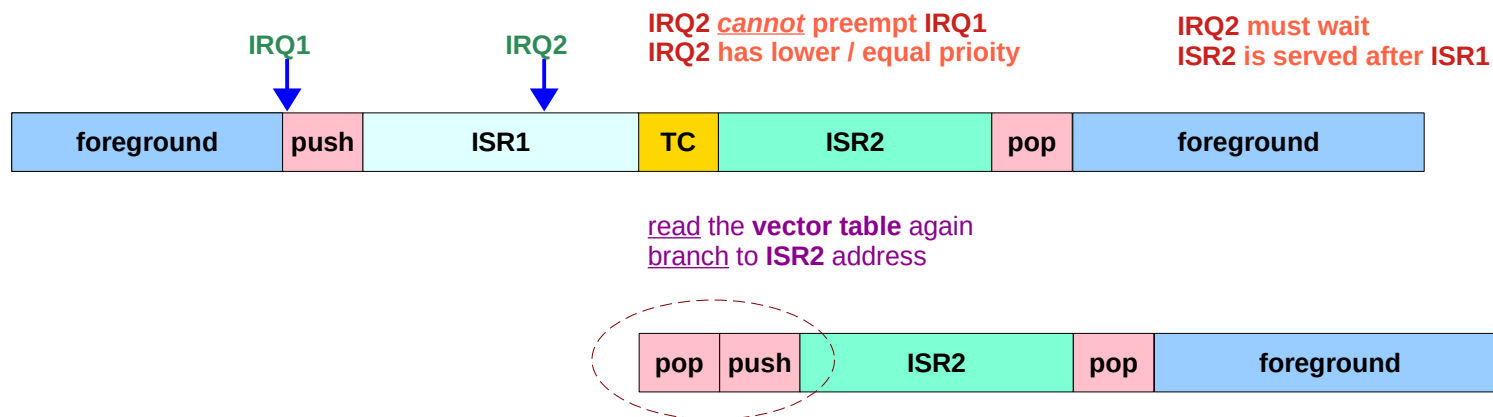 IRQ1
IRQ2
IRQ2 cannot preempt IRQ1
IRQ2 has lower / equal prioity
IRQ2 must wait
ISR2 is served after ISR1
foreground push ISR1 TC ISR2 pop foreground
read the vector table again
branch to ISR2 address
pop push ISR2 pop foreground